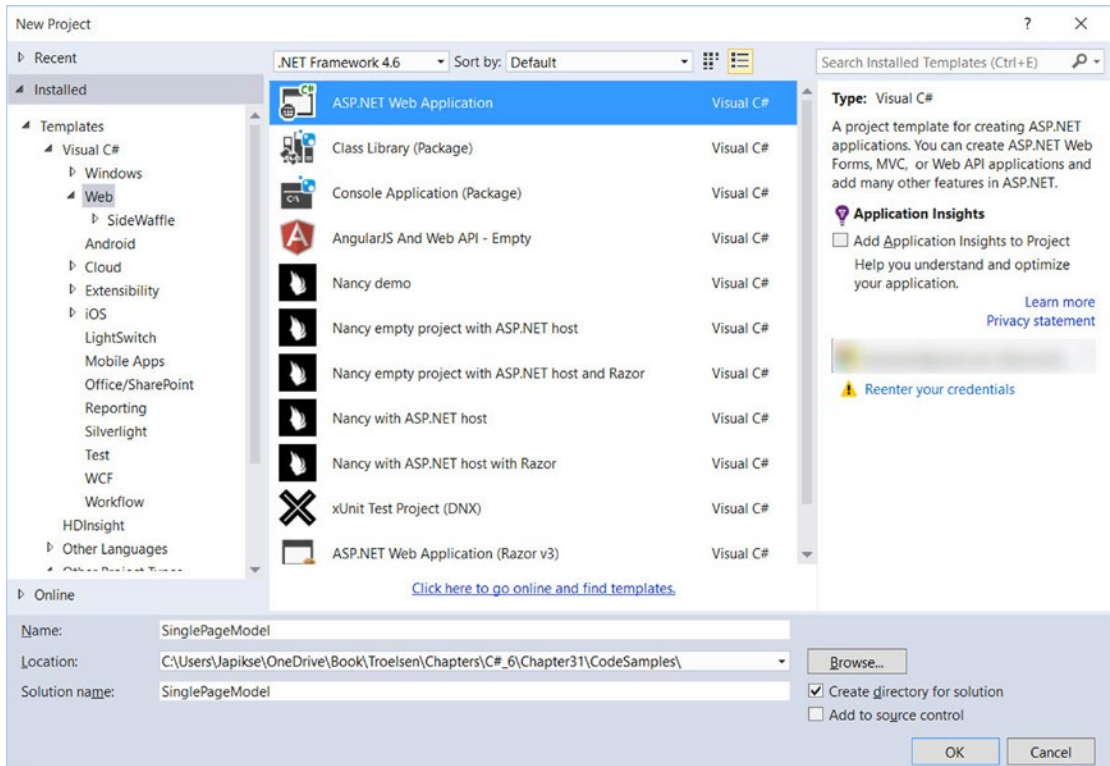 New Project
?
Recent
.NET Framework 4.6
Sort by: Default
Search Installed Templates (Ctrl+E)
Installed
Templates
Visual C#
Windows
Web
SideWaffle
Android
Cloud
Extensibility
iOS
LightSwitch
Mobile Apps
Office/SharePoint
Reporting
Silverlight
Test
WCF
Workflow
HDInsight
Other Languages
Other Project Types
Online
ASP.NET Web Application Visual C#
Class Library (Package) Visual C#
Console Application (Package) Visual C#
AngularJS And Web API - Empty Visual C#
Nancy demo Visual C#
Nancy empty project with ASP.NET host Visual C#
Nancy empty project with ASP.NET host and Razor Visual C#
Nancy with ASP.NET host Visual C#
Nancy with ASP.NET host with Razor Visual C#
xUnit Test Project (DNX) Visual C#
ASP.NET Web Application (Razor v3) Visual C#
Click here to go online and find templates.
Type: Visual C#
A project template for creating ASP.NET
applications. You can create ASP.NET Web
Forms, MVC, or Web API applications and
add many other features in ASP.NET.
Application Insights
Add Application Insights to Project
Help you understand and optimize
your application.
Learn more
Privacy statement
Reenter your credentials
Name: SinglePageModel
Location: C:\Users\Japikse\OneDrive\Book\Troelsen\Chapters\C#_6\Chapter31\CodeSamples\
Browse...
Solution name: SinglePageModel
Create directory for solution
Add to source control
OK
Cancel